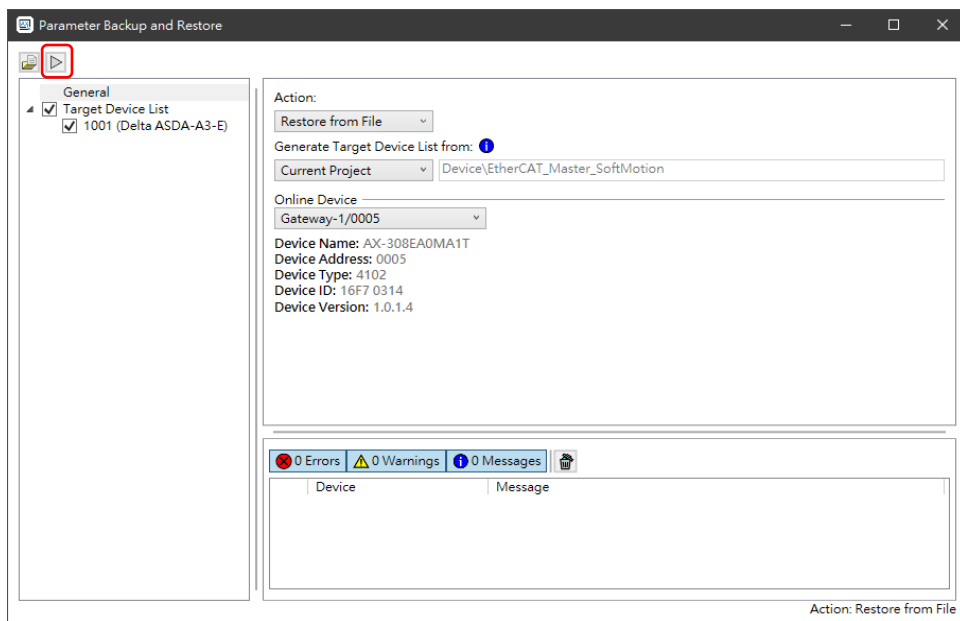 Parameter Backup and Restore
General
Target Device List
1001 (Delta ASDA-A3-E)
Action:
Restore from File
Generate Target Device List from:
Current Project
Device\EtherCAT_Master_SoftMotion
Online Device
Gateway-1/0005
Device Name: AX-308EA0MA1T
Device Address: 0005
Device Type: 4102
Device ID: 16F7 0314
Device Version: 1.0.1.4
0 Errors 0 Warnings 0 Messages
Device Message
Action: Restore from File